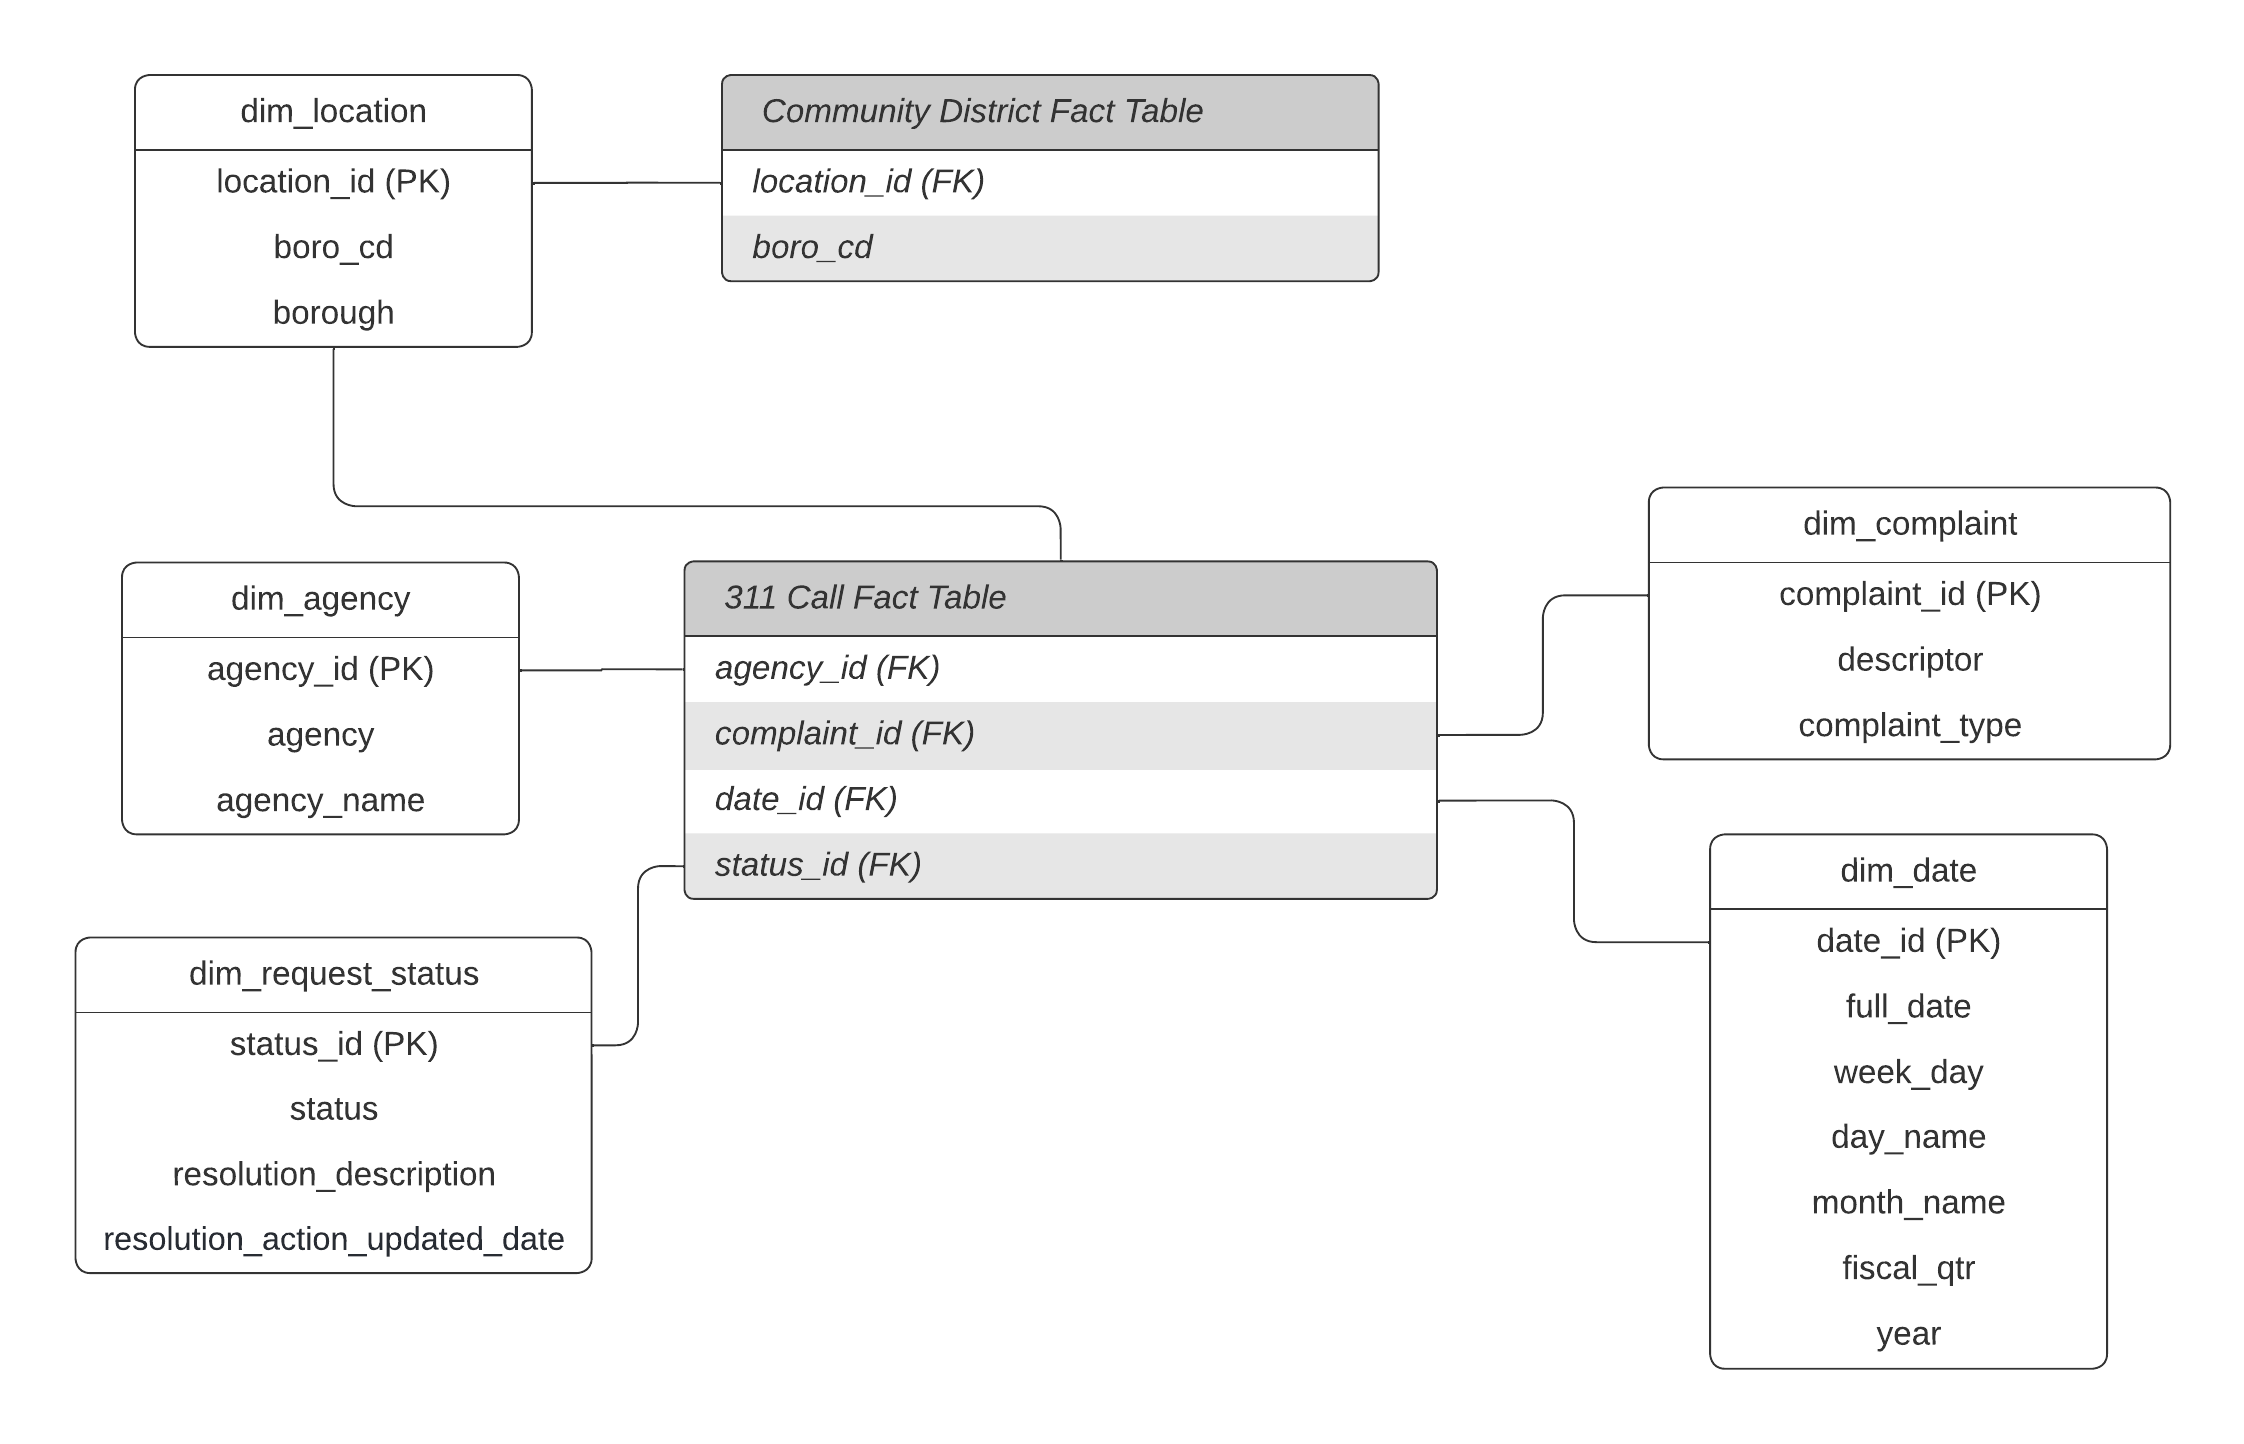 dim_location
location_id (PK)
boro_cd
borough
Community District Fact Table
location_id (FK)
boro_cd
dim_agency
agency_id (PK)
agency
agency_name
311 Call Fact Table
agency_id (FK)
complaint_id (FK)
date_id (FK)
status_id (FK)
dim_complaint
complaint_id (PK)
descriptor
complaint_type
dim_request_status
status_id (PK)
status
resolution_description
resolution_action_updated_date
dim_date
date_id (PK)
full_date
week_day
day_name
month_name
fiscal_qtr
year